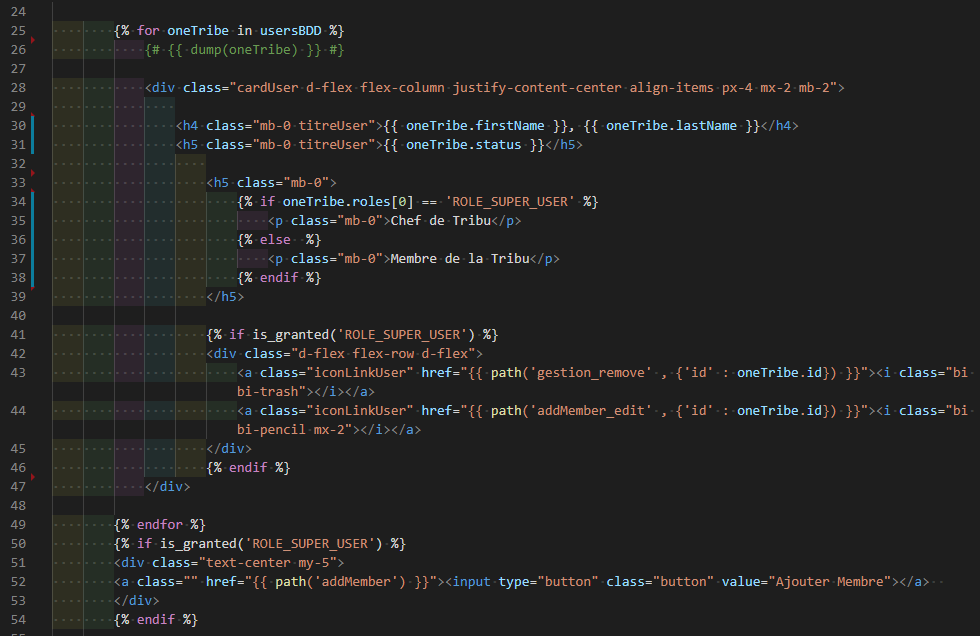 24
25 {% for oneTribe in usersBDD %}
26 {# {{ dump(oneTribe) }} #}
27
28 <div class="cardUser d-flex flex-column justify-content-center align-items px-4 mx-2 mb-2">
29
30 <h4 class="mb-0 titreUser">{{ oneTribe.firstName }}, {{ oneTribe.lastName }}</h4>
31 <h5 class="mb-0 titreUser">{{ oneTribe.status }}</h5>
32
33 <h5 class="mb-0">
34 {% if oneTribe.roles[0] == 'ROLE_SUPER_USER' %}
35 <p class="mb-0">Chef de Tribu</p>
36 {% else  %}
37 <p class="mb-0">Membre de la Tribu</p>
38 {% endif %}
39 </h5>
40
41 {% if is_granted('ROLE_SUPER_USER') %}
42 <div class="d-flex flex-row d-flex">
43 <a class="iconLinkUser" href="{{ path('gestion_remove' , {'id' : oneTribe.id}) }}"><i class="bi
bi-trash"></i></a>
44 <a class="iconLinkUser" href="{{ path('addMember_edit' , {'id' : oneTribe.id}) }}"><i class="bi
bi-pencil mx-2"></i></a>
45 </div>
46 {% endif %}
47 </div>
48
49 {% endfor %}
50 {% if is_granted('ROLE_SUPER_USER') %}
51 <div class="text-center my-5">
52 <a class="" href="{{ path('addMember') }}"><input type="button" class="button" value="Ajouter Membre"></a>
53 </div>
54 {% endif %}